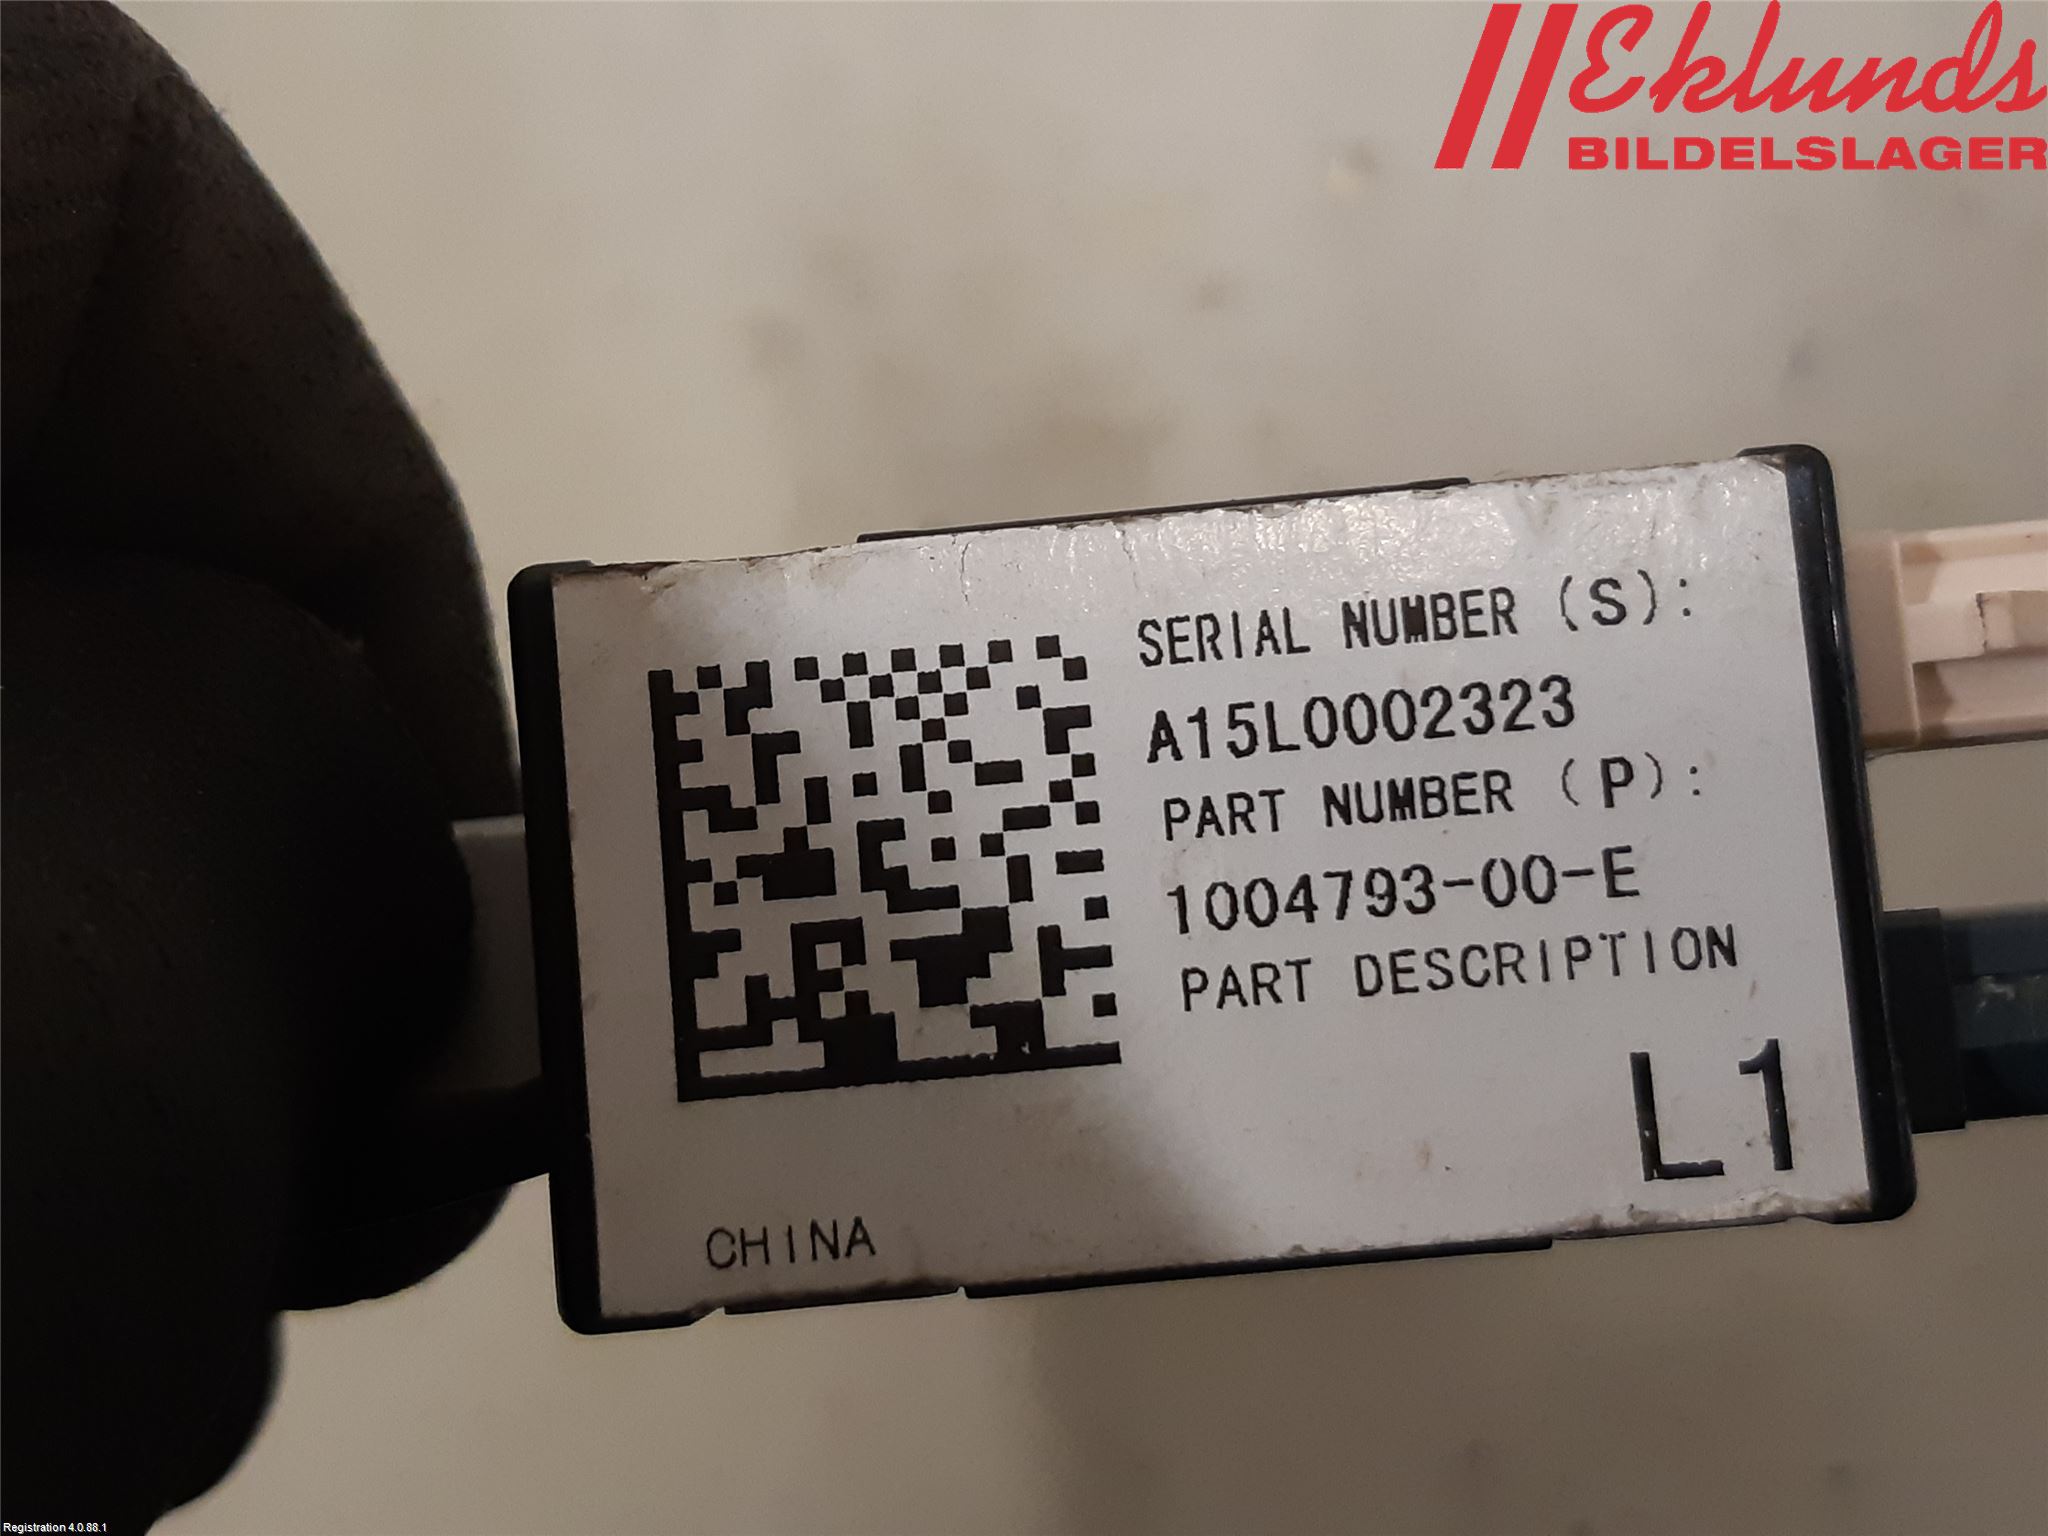 Eklunds
BILDELSLAGER
SERIAL NUMBER (S):
A15L0002323
PART NUMBER (P):
1004793-00-E
PART DESCRIPTION
L1
CHINA
Registration 4.0.88.1